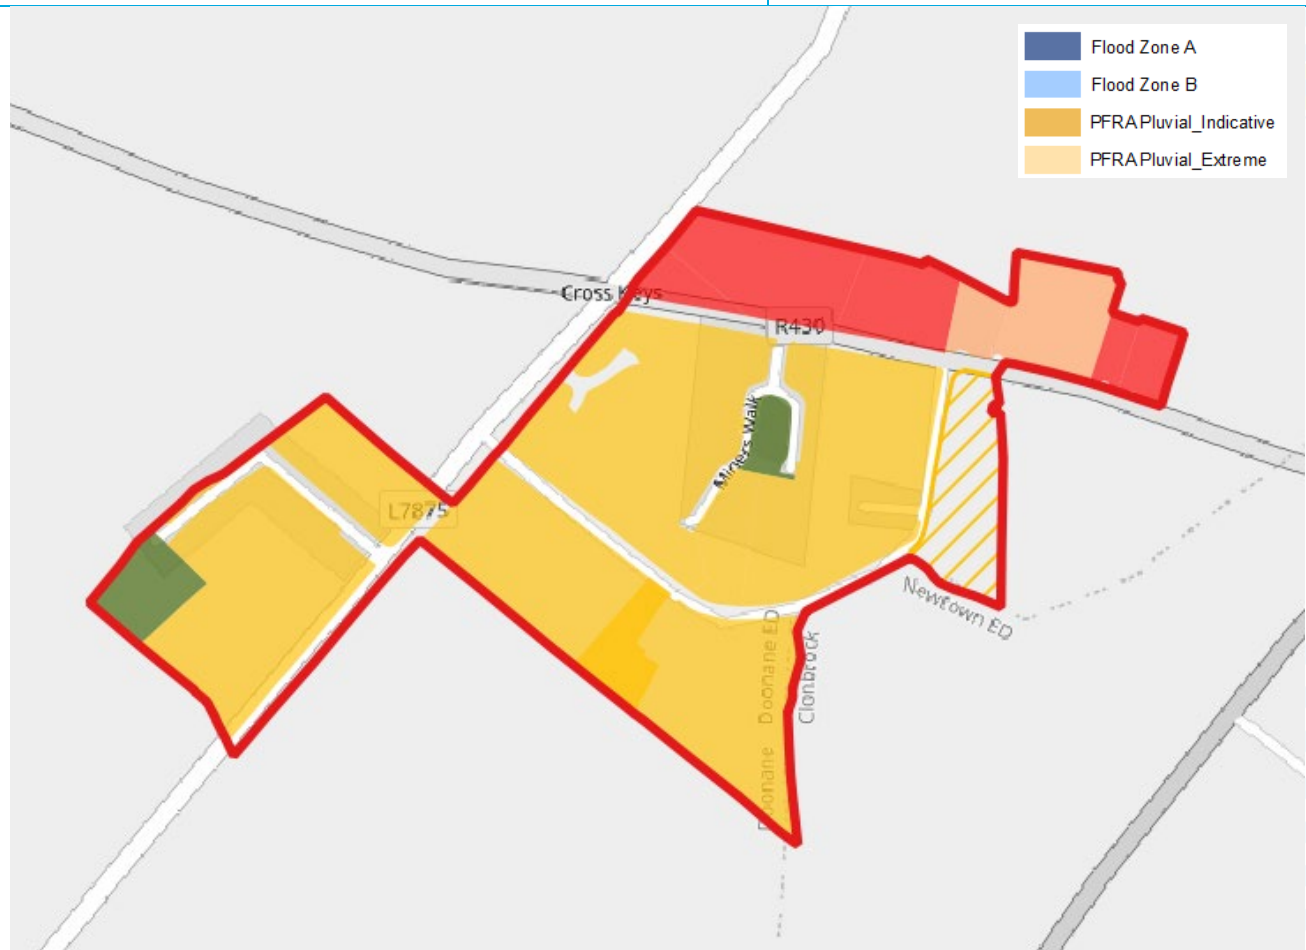 Flood Zone A
Flood Zone B
PFRA Pluvial_Indicative
PFRA Pluvial_Extreme
Cross Keys
R430
Miners Walk
L7875
Newtown ED
Doonane ED
Clonbrock
Doonane